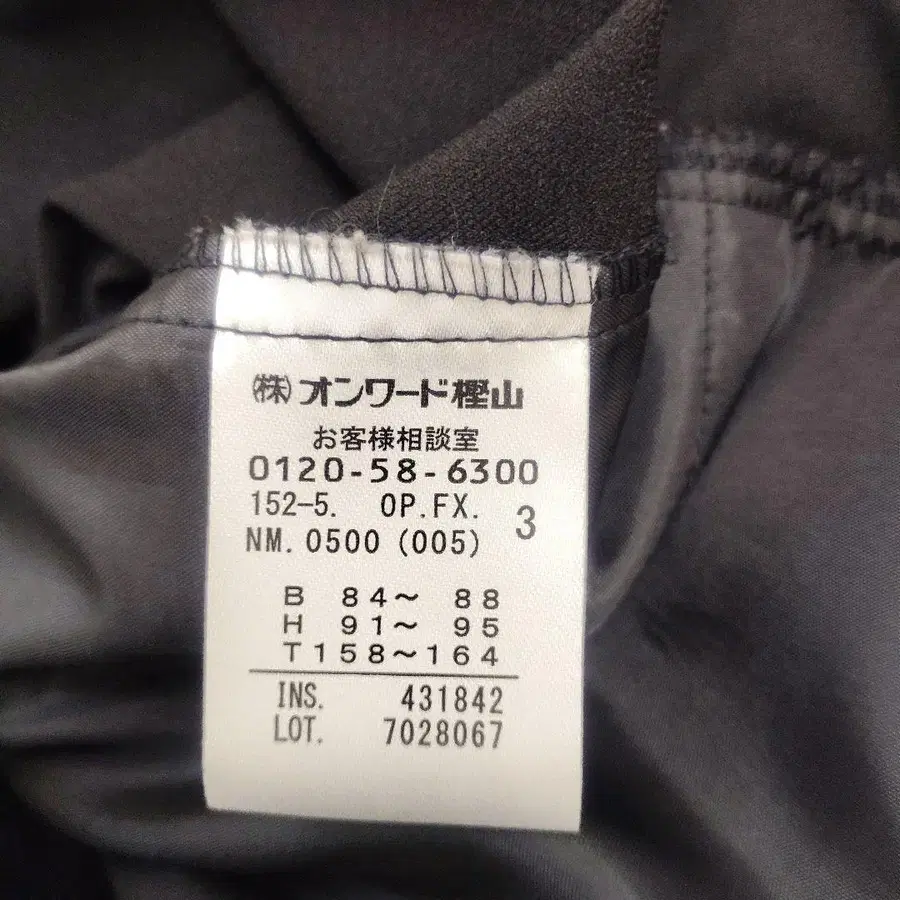 ㈱オンワード樫山
お客様相談室
0120-58-6300
152-5. OP.FX. 3
NM. 0500 (005)
B 84～ 88
H 91～ 95
T158～164
INS. 431842
LOT. 7028067